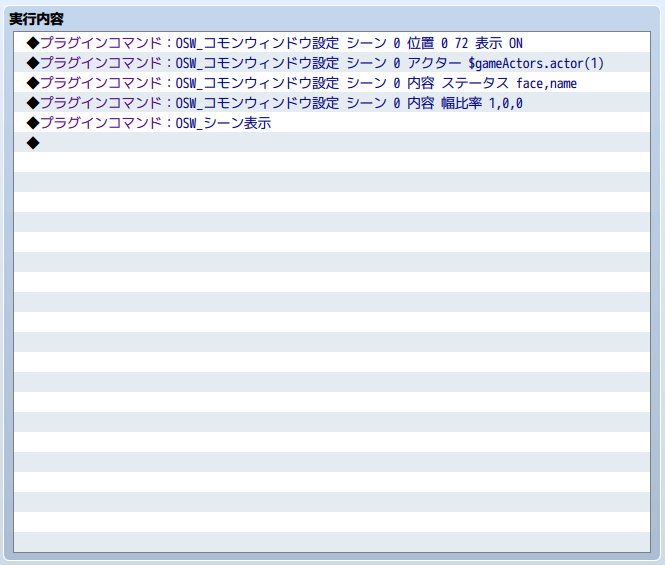 実行内容
◆プラグインコマンド：OSW_コモンウィンドウ設定 シーン 0 位置 0 72 表示 ON
◆プラグインコマンド：OSW_コモンウィンドウ設定 シーン 0 アクター $gameActors.actor(1)
◆プラグインコマンド：OSW_コモンウィンドウ設定 シーン 0 内容 ステータス face,name
◆プラグインコマンド：OSW_コモンウィンドウ設定 シーン 0 内容 幅比率 1,0,0
◆プラグインコマンド：OSW_シーン表示
◆